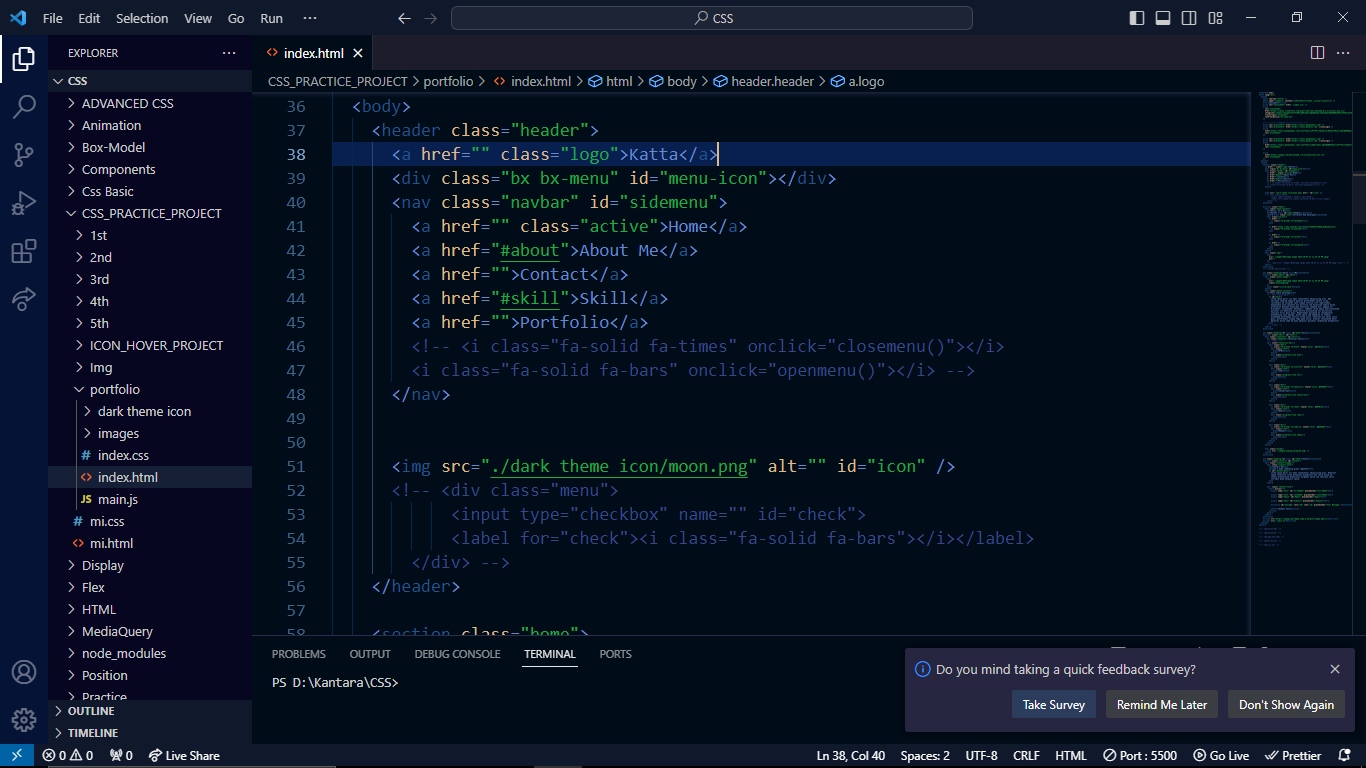 File Edit Selection View Go Run ···
CSS
EXPLORER
CSS
ADVANCED CSS
Animation
Box-Model
Components
Css Basic
CSS_PRACTICE_PROJECT
1st
2nd
3rd
4th
5th
ICON_HOVER_PROJECT
Img
portfolio
dark theme icon
images
# index.css
<> index.html
JS main.js
# mi.css
<> mi.html
Display
Flex
HTML
MediaQuery
node_modules
Position
Practice
OUTLINE
TIMELINE
<> index.html
CSS_PRACTICE_PROJECT > portfolio > <> index.html > html > body > header.header > a.logo
36 <body>
37 <header class="header">
38 <a href="" class="logo">Katta</a>
39 <div class="bx bx-menu" id="menu-icon"></div>
40 <nav class="navbar" id="sidemenu">
41 <a href="" class="active">Home</a>
42 <a href="#about">About Me</a>
43 <a href="">Contact</a>
44 <a href="#skill">Skill</a>
45 <a href="">Portfolio</a>
46 <!-- <i class="fa-solid fa-times" onclick="closemenu()"></i>
47 <i class="fa-solid fa-bars" onclick="openmenu()"></i> -->
48 </nav>
49
50
51 <img src="./dark theme icon/moon.png" alt="" id="icon" />
52 <!-- <div class="menu">
53 <input type="checkbox" name="" id="check">
54 <label for="check"><i class="fa-solid fa-bars"></i></label>
55 </div> -->
56 </header>
57
58 <section class="home">
PROBLEMS OUTPUT DEBUG CONSOLE TERMINAL PORTS
PS D:\Kantara\CSS>
Do you mind taking a quick feedback survey?
Take Survey Remind Me Later Don't Show Again
0 0 0 Live Share Ln 38, Col 40 Spaces: 2 UTF-8 CRLF HTML Port : 5500 Go Live Prettier